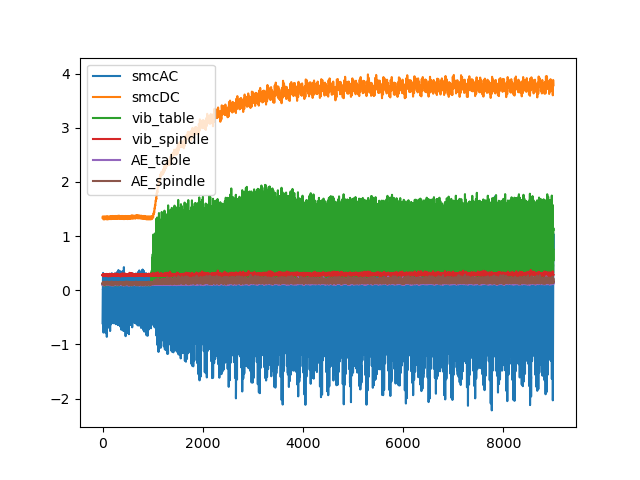 smcAC
smcDC
vib_table
vib_spindle
AE_table
AE_spindle
4
3
2
1
0
−1
−2
0 2000 4000 6000 8000